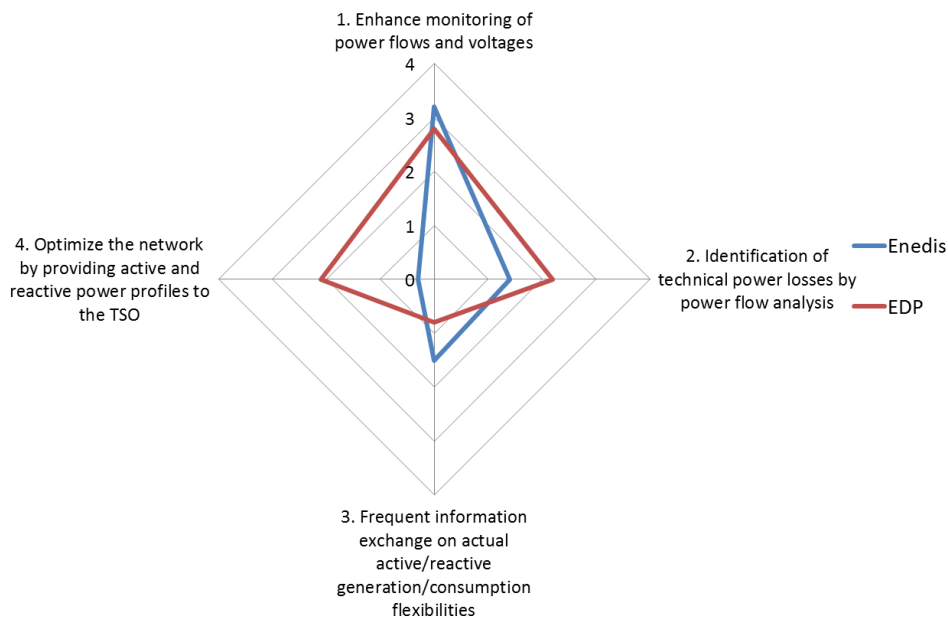 1. Enhance monitoring of
power flows and voltages
4
3
2
1
0
4. Optimize the network
by providing active and
reactive power profiles to
the TSO
2. Identification of
technical power losses by
power flow analysis
Enedis
EDP
3. Frequent information
exchange on actual
active/reactive
generation/consumption
flexibilities